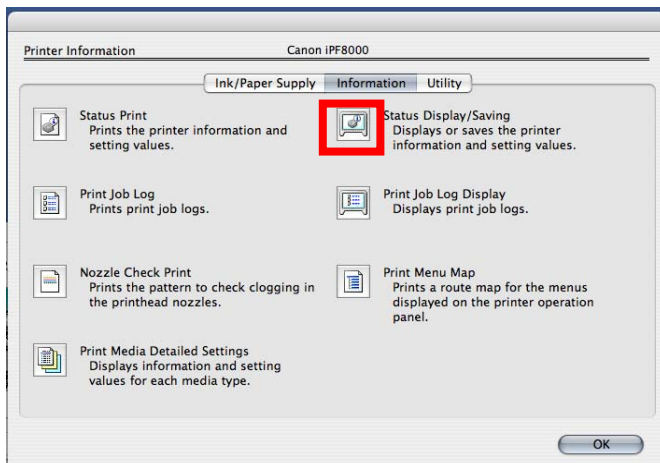 Printer Information
Canon iPF8000
Ink/Paper Supply
Information
Utility
Status Print
Prints the printer information and
setting values.
Status Display/Saving
Displays or saves the printer
information and setting values.
Print Job Log
Prints print job logs.
Print Job Log Display
Displays print job logs.
Nozzle Check Print
Prints the pattern to check clogging in
the printhead nozzles.
Print Menu Map
Prints a route map for the menus
displayed on the printer operation
panel.
Print Media Detailed Settings
Displays information and setting
values for each media type.
OK